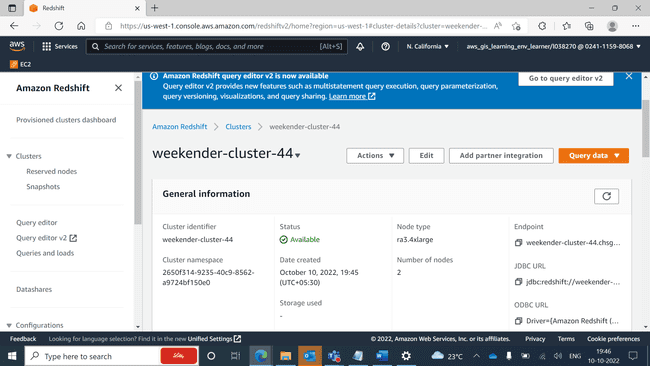 Redshift
https://us-west-1.console.aws.amazon.com/redshiftv2/home?region=us-west-1#cluster-details?cluster=weekender-...
aws
Services
Search for services, features, blogs, docs, and more
[Alt+S]
N. California
aws_gis_learning_env_learner/l038270 @ 0241-1159-8068
EC2
Amazon Redshift
Provisioned clusters dashboard
Clusters
Reserved nodes
Snapshots
Query editor
Query editor v2
Queries and loads
Datashares
Configurations
Amazon Redshift query editor v2 is now available
Query editor v2 provides new features such as multistatement query execution, query parameterization,
query versioning, visualizations, and query sharing. Learn more
Go to query editor v2
Amazon Redshift
Clusters
weekender-cluster-44
weekender-cluster-44
Actions
Edit
Add partner integration
Query data
General information
Cluster identifier
weekender-cluster-44
Cluster namespace
2650f314-9235-40c9-8562-
a9724bf150e0
Status
Available
Date created
October 10, 2022, 19:45
(UTC+05:30)
Storage used
-
Node type
ra3.4xlarge
Number of nodes
2
Endpoint
weekender-cluster-44.chsg...
JDBC URL
jdbc:redshift://weekender-...
ODBC URL
Driver={Amazon Redshift (...
Feedback
Looking for language selection? Find it in the new Unified Settings
© 2022, Amazon Web Services, Inc. or its affiliates.
Privacy
Terms
Cookie preferences
Type here to search
23°C
ENG
19:46
10-10-2022